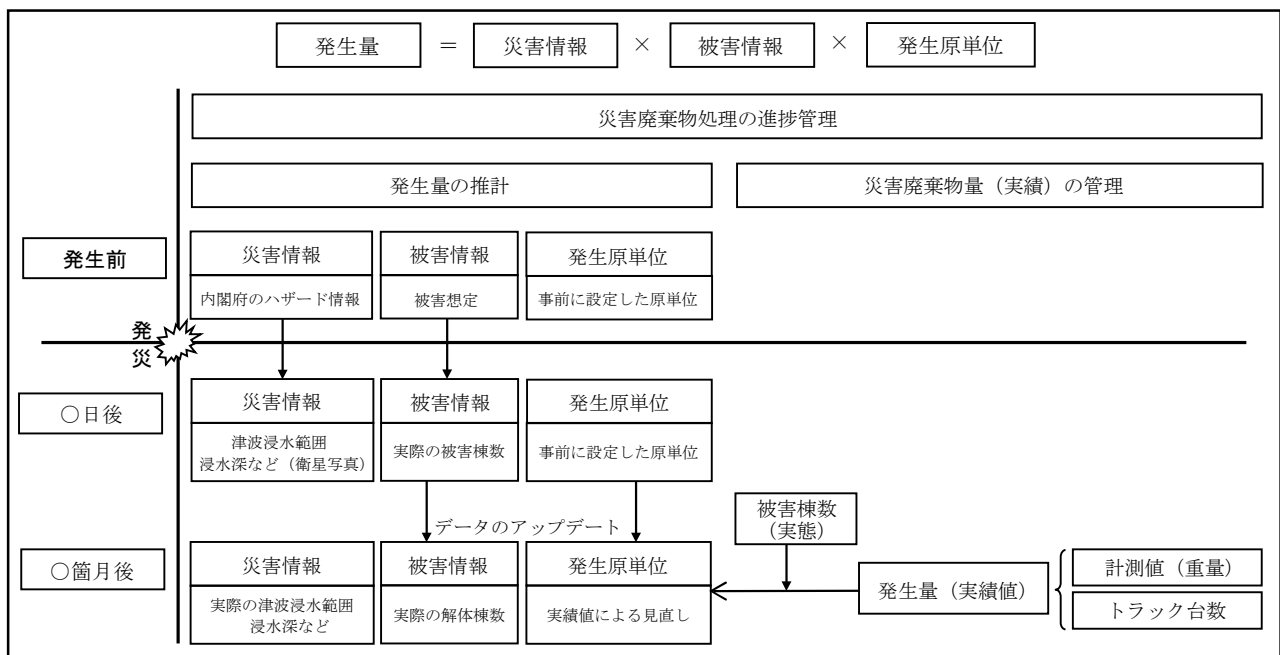 発生量 = 災害情報 × 被害情報 × 発生原単位
災害廃棄物処理の進捗管理
発生量の推計
災害廃棄物量（実績）の管理
発生前
災害情報
内閣府のハザード情報
被害情報
被害想定
発生原単位
事前に設定した原単位
発
災
〇日後
災害情報
津波浸水範囲
浸水深など（衛星写真）
被害情報
実際の被害棟数
発生原単位
事前に設定した原単位
データのアップデート
被害棟数
（実態）
〇箇月後
災害情報
実際の津波浸水範囲
浸水深など
被害情報
実際の解体棟数
発生原単位
実績値による見直し
発生量（実績値）
計測値（重量）
トラック台数